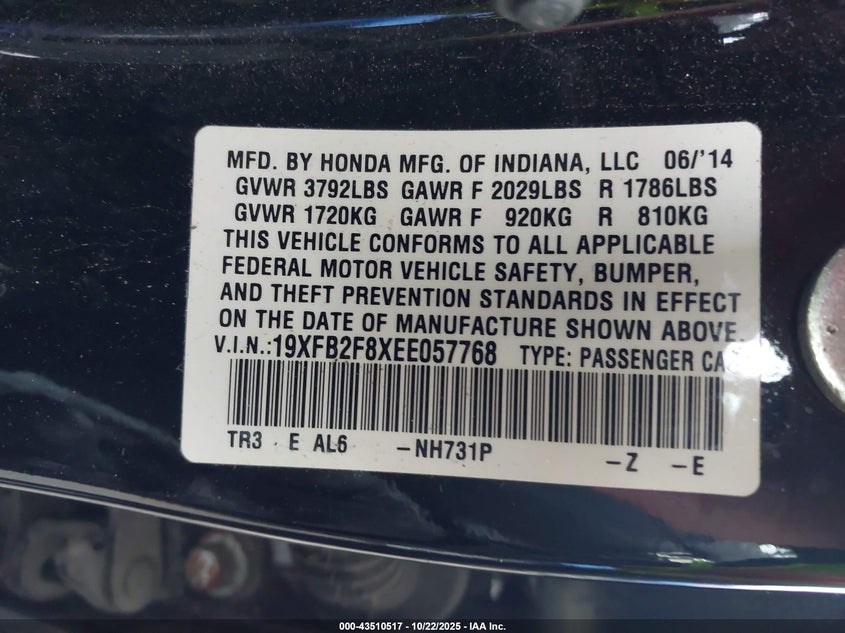 MFD. BY HONDA MFG. OF INDIANA, LLC 06/'14
GVWR 3792LBS GAWR F 2029LBS R 1786LBS
GVWR 1720KG GAWR F 920KG R 810KG
THIS VEHICLE CONFORMS TO ALL APPLICABLE
FEDERAL MOTOR VEHICLE SAFETY, BUMPER,
AND THEFT PREVENTION STANDARDS IN EFFECT
ON THE DATE OF MANUFACTURE SHOWN ABOVE.
V.I.N.:19XFB2F8XEE057768 TYPE: PASSENGER CA
TR3 E AL6 -NH731P -Z -E
000-43510517 - 10/22/2025 - IAA Inc.